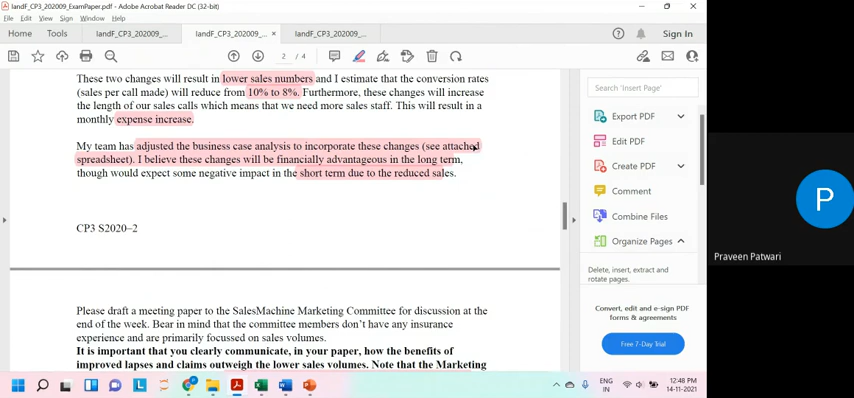 IandF_CP3_202009_ExamPaper.pdf - Adobe Acrobat Reader DC (32-bit)
File Edit View Sign Window Help
Home Tools IandF_CP3_202009_... IandF_CP3_202009_... × IandF_CP3_202009_... Sign In
2 / 4
These two changes will result in lower sales numbers and I estimate that the conversion rates
(sales per call made) will reduce from 10% to 8%. Furthermore, these changes will increase
the length of our sales calls which means that we need more sales staff. This will result in a
monthly expense increase.
My team has adjusted the business case analysis to incorporate these changes (see attached
spreadsheet). I believe these changes will be financially advantageous in the long term,
though would expect some negative impact in the short term due to the reduced sales.
CP3 S2020–2
Please draft a meeting paper to the SalesMachine Marketing Committee for discussion at the
end of the week. Bear in mind that the committee members don't have any insurance
experience and are primarily focussed on sales volumes.
It is important that you clearly communicate, in your paper, how the benefits of
improved lapses and claims outweigh the lower sales volumes. Note that the Marketing
Search 'Insert Page'
Export PDF
Edit PDF
Create PDF
Comment
Combine Files
Organize Pages
Delete, insert, extract and
rotate pages.
Convert, edit and e-sign PDF
forms & agreements
Free 7-Day Trial
P
Praveen Patwari
ENG
IN
12:48 PM
14-11-2021